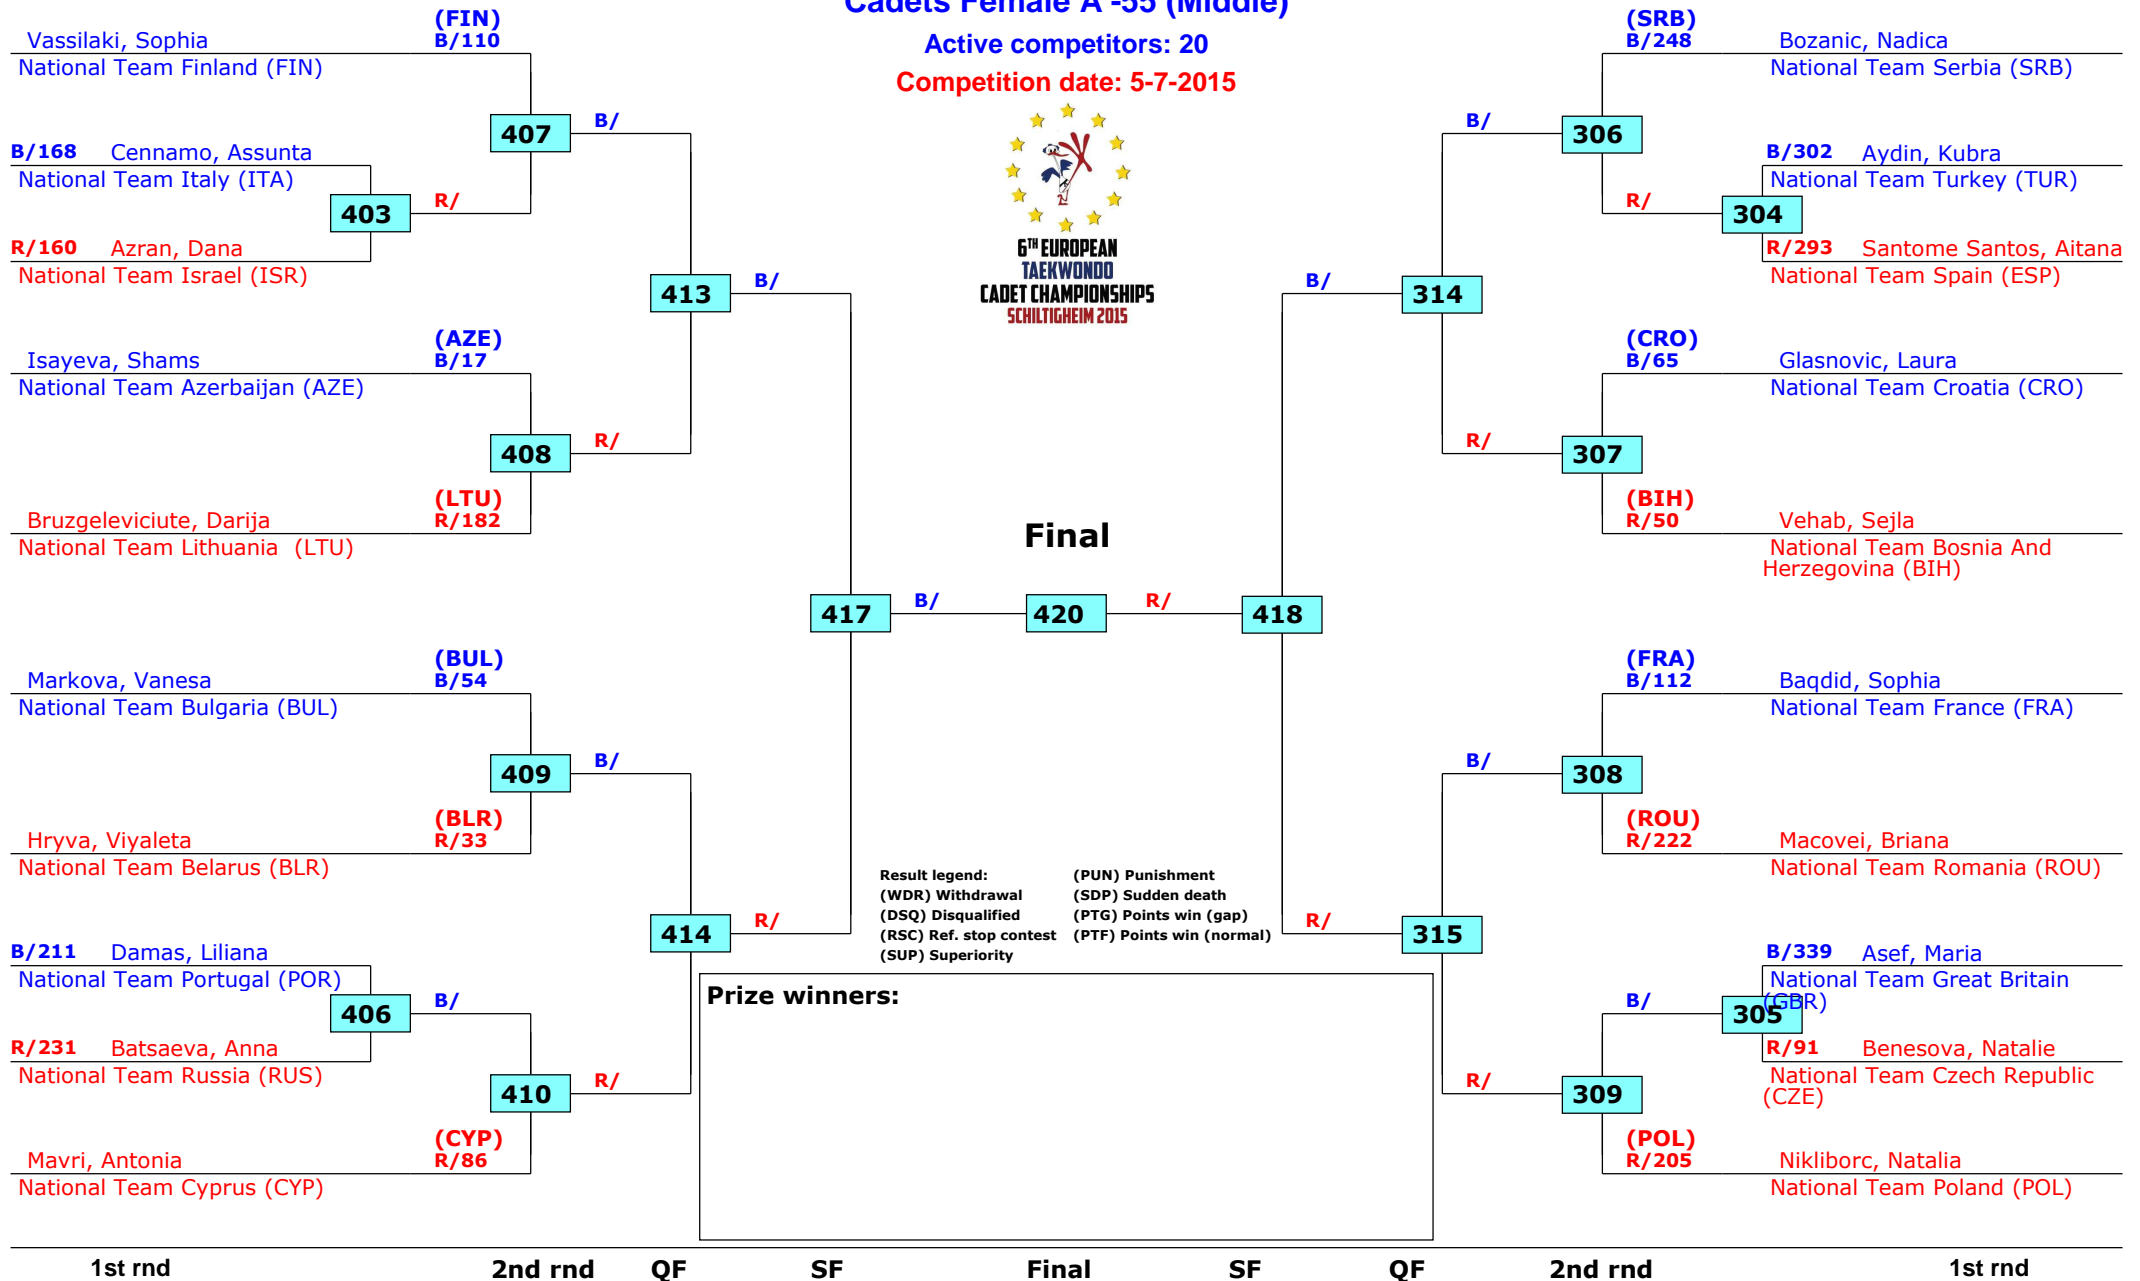 Cadets Female A -55 (Middle)
Active competitors: 20
Competition date: 5-7-2015
6TH EUROPEAN
TAEKWONDO
CADET CHAMPIONSHIPS
SCHILTIGHEIM 2015
(FIN)
Vassilaki, Sophia B/110
National Team Finland (FIN)
407 B/
B/168 Cennamo, Assunta
National Team Italy (ITA)
403 R/
R/160 Azran, Dana
National Team Israel (ISR)
413 B/
(AZE)
Isayeva, Shams B/17
National Team Azerbaijan (AZE)
408 R/
(LTU)
Bruzgeleviciute, Darija R/182
National Team Lithuania (LTU)
417 B/
(BUL)
Markova, Vanesa B/54
National Team Bulgaria (BUL)
409 B/
(BLR)
Hryva, Viyaleta R/33
National Team Belarus (BLR)
414 R/
B/211 Damas, Liliana
National Team Portugal (POR)
406 B/
R/231 Batsaeva, Anna
National Team Russia (RUS)
410 R/
(CYP)
Mavri, Antonia R/86
National Team Cyprus (CYP)
Final
420
(SRB)
B/248 Bozanic, Nadica
National Team Serbia (SRB)
B/ 306
B/302 Aydin, Kubra
National Team Turkey (TUR)
R/ 304
R/293 Santome Santos, Aitana
National Team Spain (ESP)
B/ 314
(CRO)
B/65 Glasnovic, Laura
National Team Croatia (CRO)
R/ 307
(BIH)
R/50 Vehab, Sejla
National Team Bosnia And
Herzegovina (BIH)
R/ 418
(FRA)
B/112 Baqdid, Sophia
National Team France (FRA)
B/ 308
(ROU)
R/222 Macovei, Briana
National Team Romania (ROU)
R/ 315
B/339 Asef, Maria
National Team Great Britain
(GBR)
B/ 305
R/91 Benesova, Natalie
National Team Czech Republic
(CZE)
R/ 309
(POL)
R/205 Nikliborc, Natalia
National Team Poland (POL)
Result legend: (PUN) Punishment
(WDR) Withdrawal (SDP) Sudden death
(DSQ) Disqualified (PTG) Points win (gap)
(RSC) Ref. stop contest (PTF) Points win (normal)
(SUP) Superiority
Prize winners:
1st rnd 2nd rnd QF SF Final SF QF 2nd rnd 1st rnd